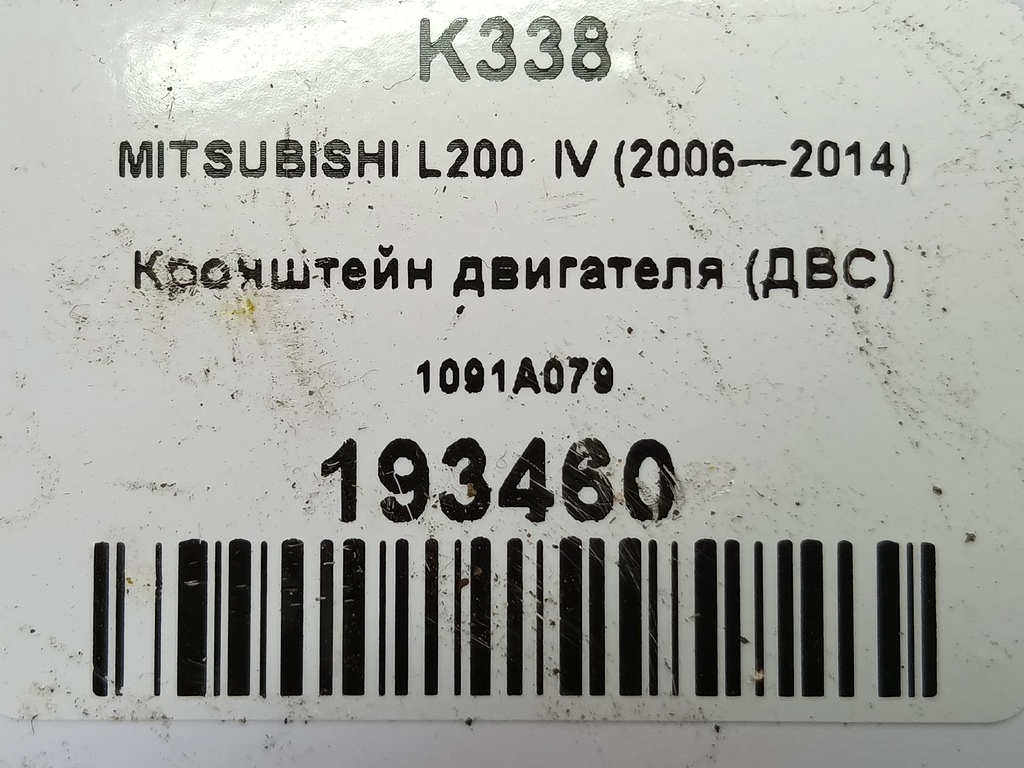 K338
MITSUBISHI L200 IV (2006—2014)
Кронштейн двигателя (ДВС)
1091A079
193460